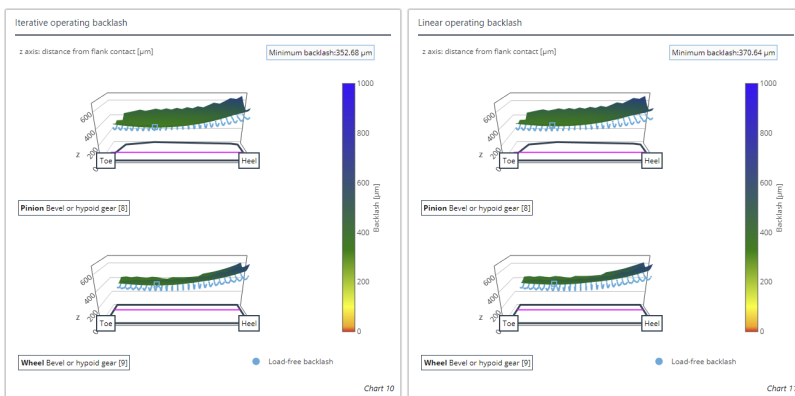 Iterative operating backlash
z axis: distance from flank contact [µm]
Minimum backlash:352.68 µm
1000
800
600
400
200
0
Backlash [µm]
600
400
200
0
z
Toe
Heel
Pinion Bevel or hypoid gear [8]
600
400
200
0
z
Toe
Heel
Wheel Bevel or hypoid gear [9]
Load-free backlash
Chart 10
Linear operating backlash
z axis: distance from flank contact [µm]
Minimum backlash:370.64 µm
1000
800
600
400
200
0
Backlash [µm]
600
400
200
0
z
Toe
Heel
Pinion Bevel or hypoid gear [8]
600
400
200
0
z
Toe
Heel
Wheel Bevel or hypoid gear [9]
Load-free backlash